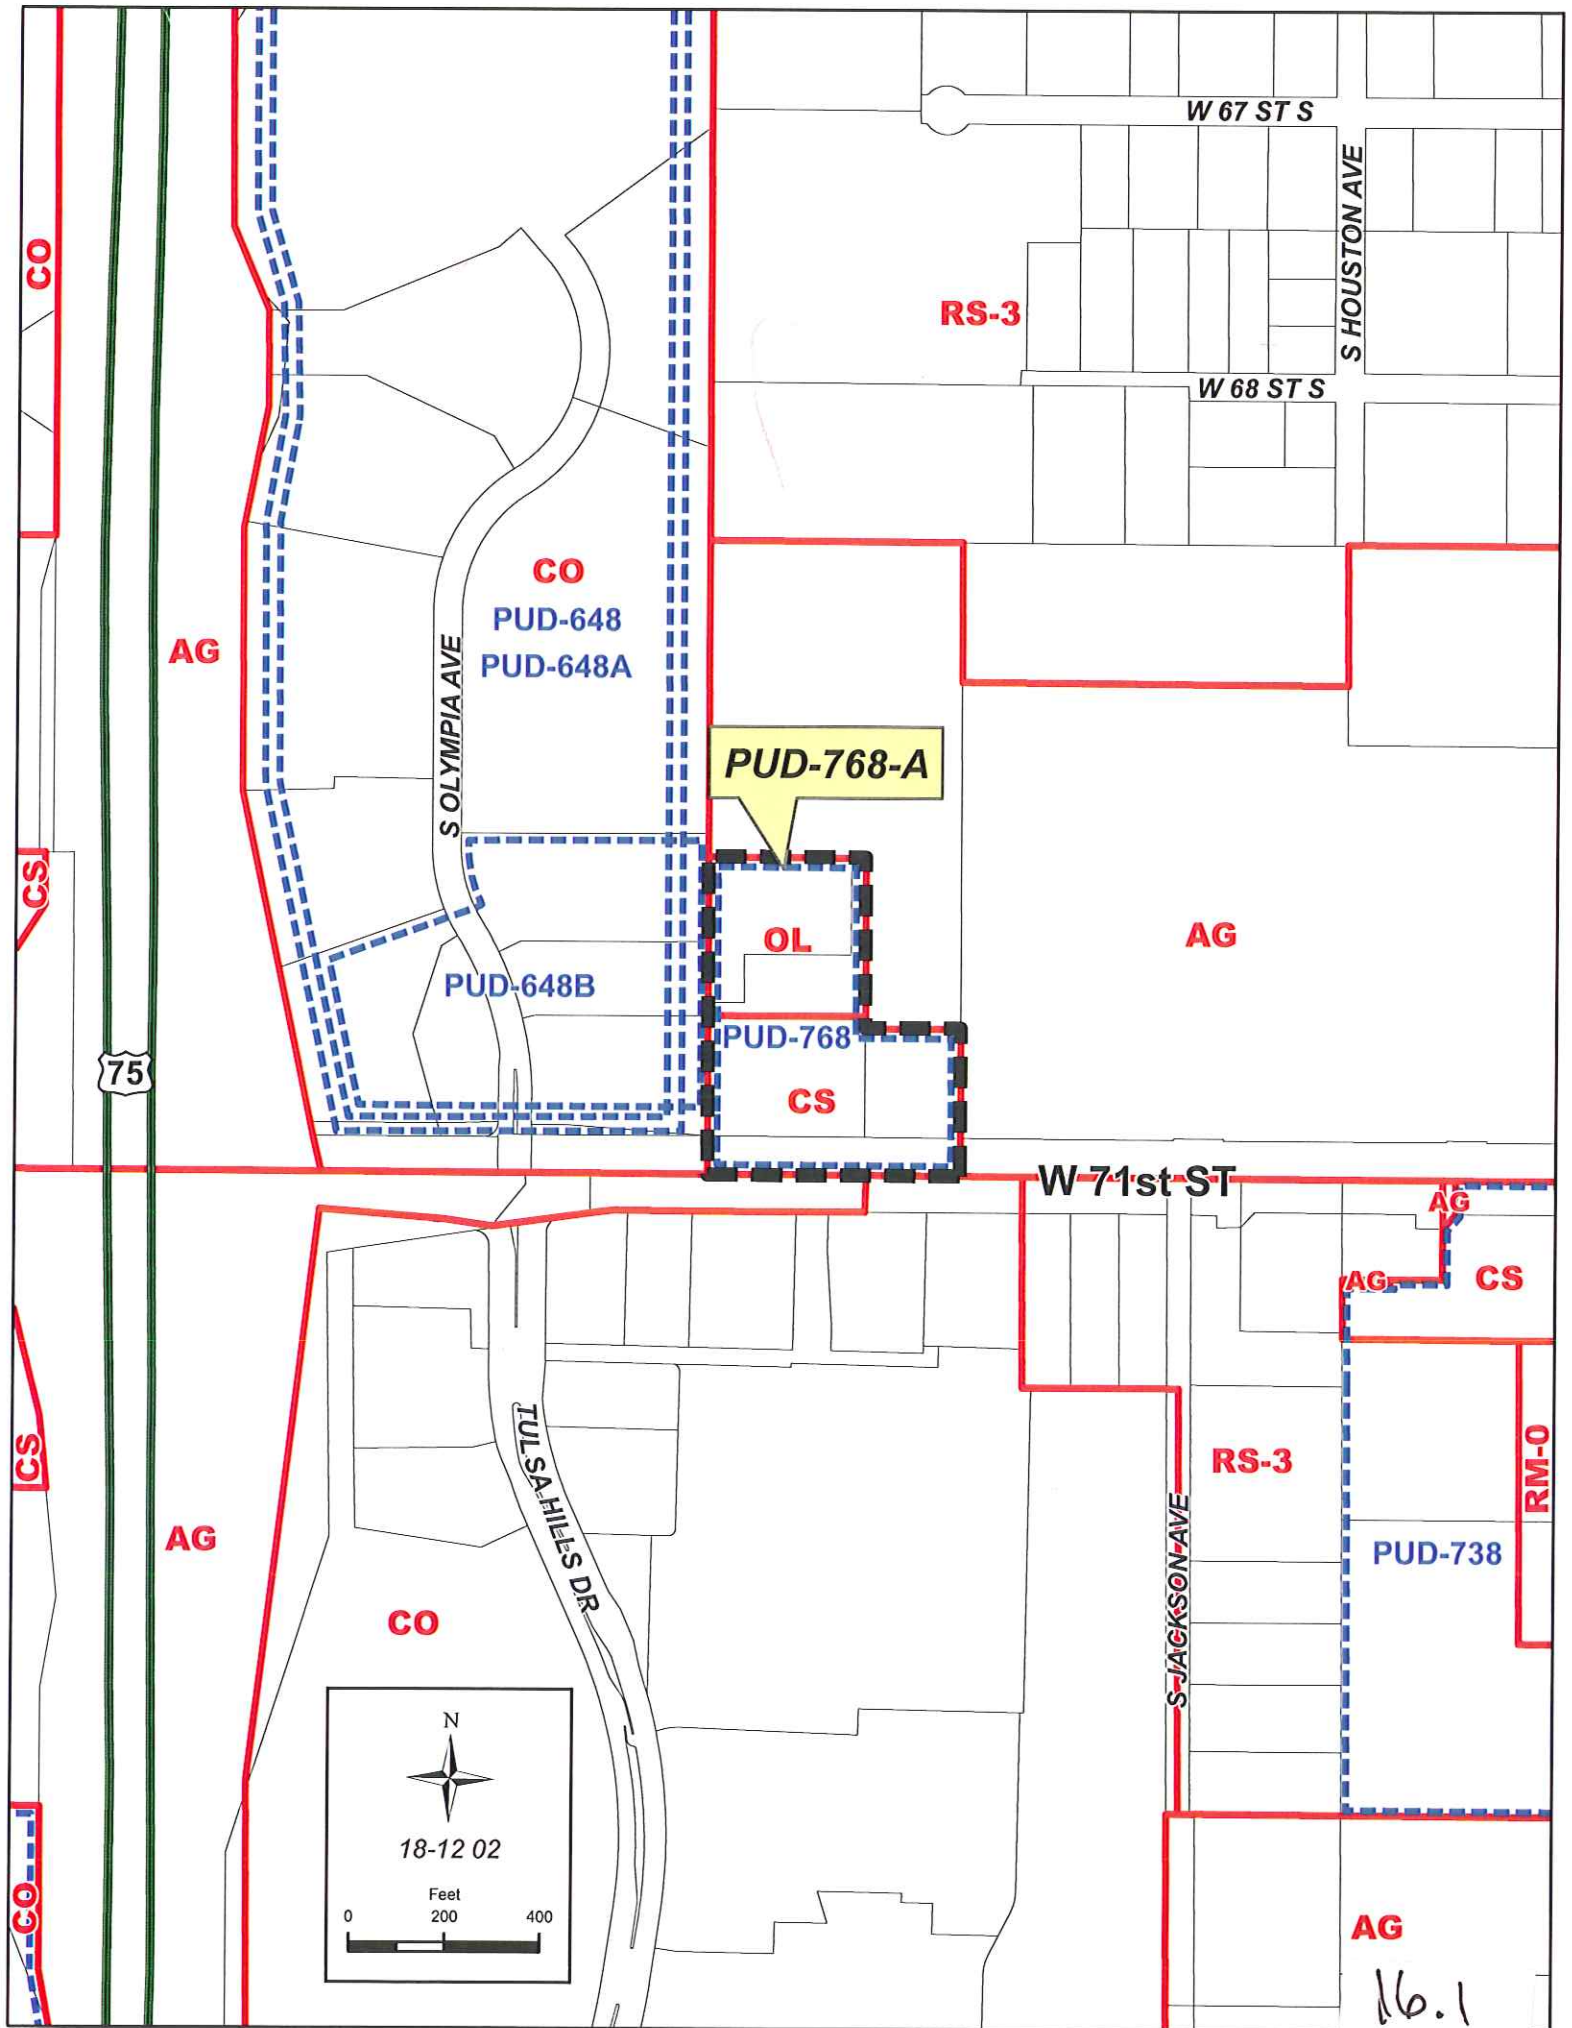 W 67 ST S
S HOUSTON AVE
CO
RS-3
W 68 ST S
CO
PUD-648
PUD-648A
AG
S OLYMPIA AVE
PUD-768-A
CS
OL
AG
PUD-648B
PUD-768
75
CS
W 71st ST
AG
AG
CS
TULSA HILLS DR
CS
RS-3
RM-0
AG
PUD-738
S JACKSON AVE
CO
N
18-12 02
Feet
0 200 400
CO
AG
16.1